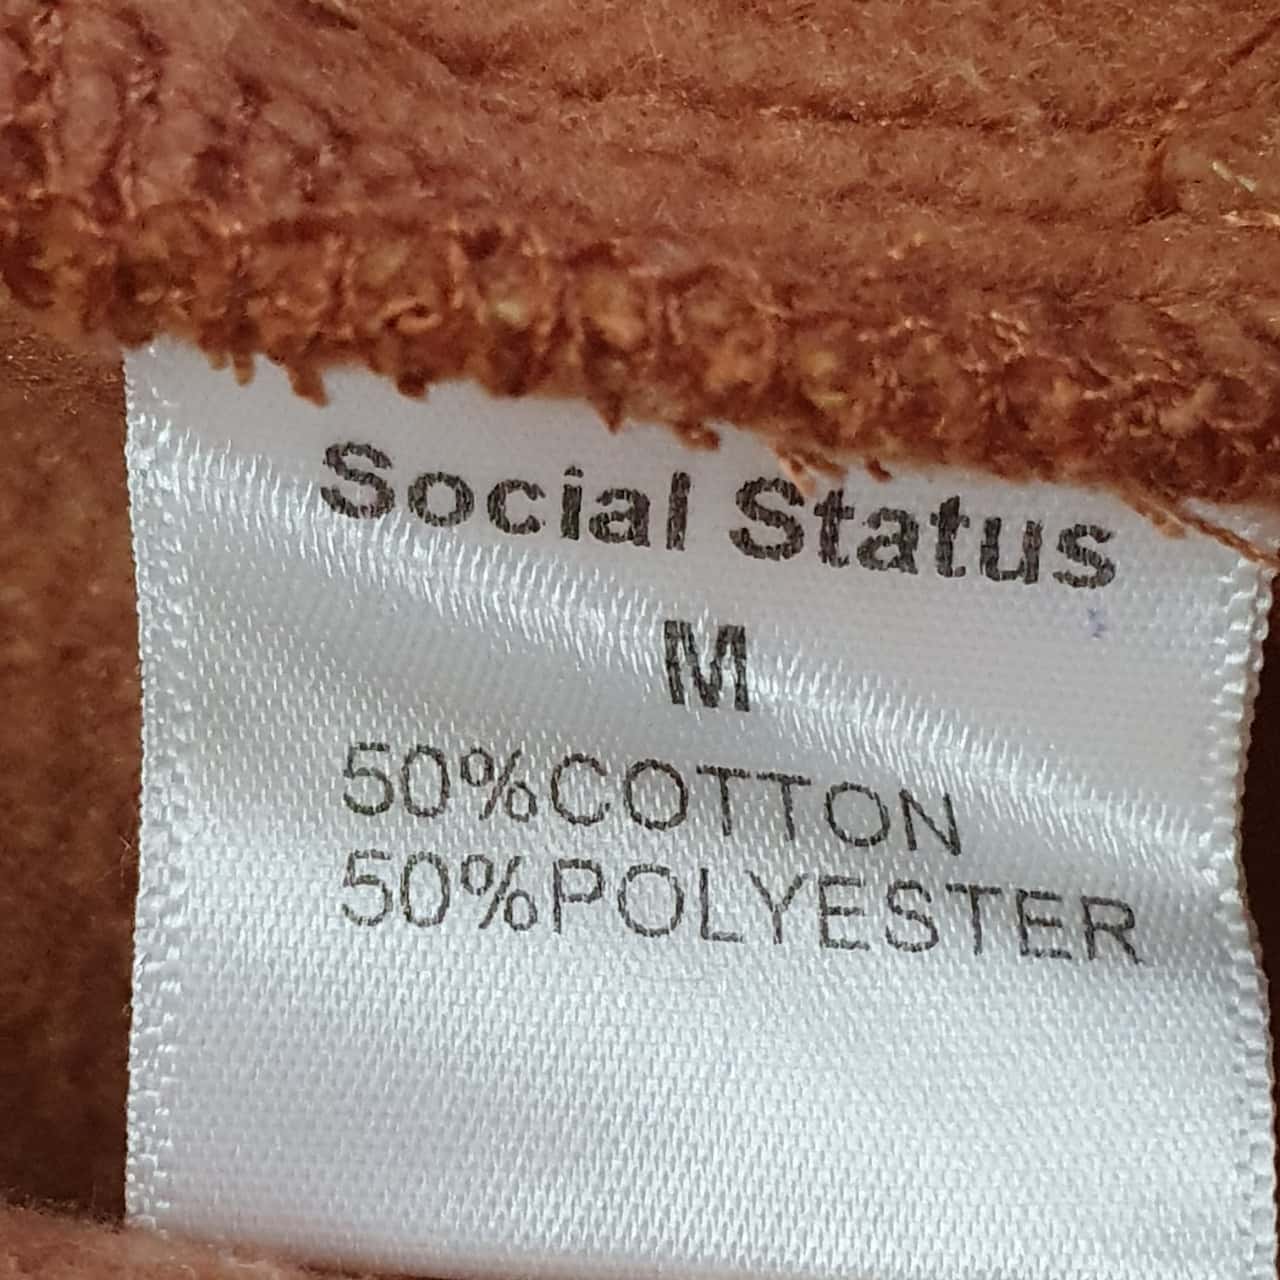 Social Status
M
50%COTTON
50%POLYESTER